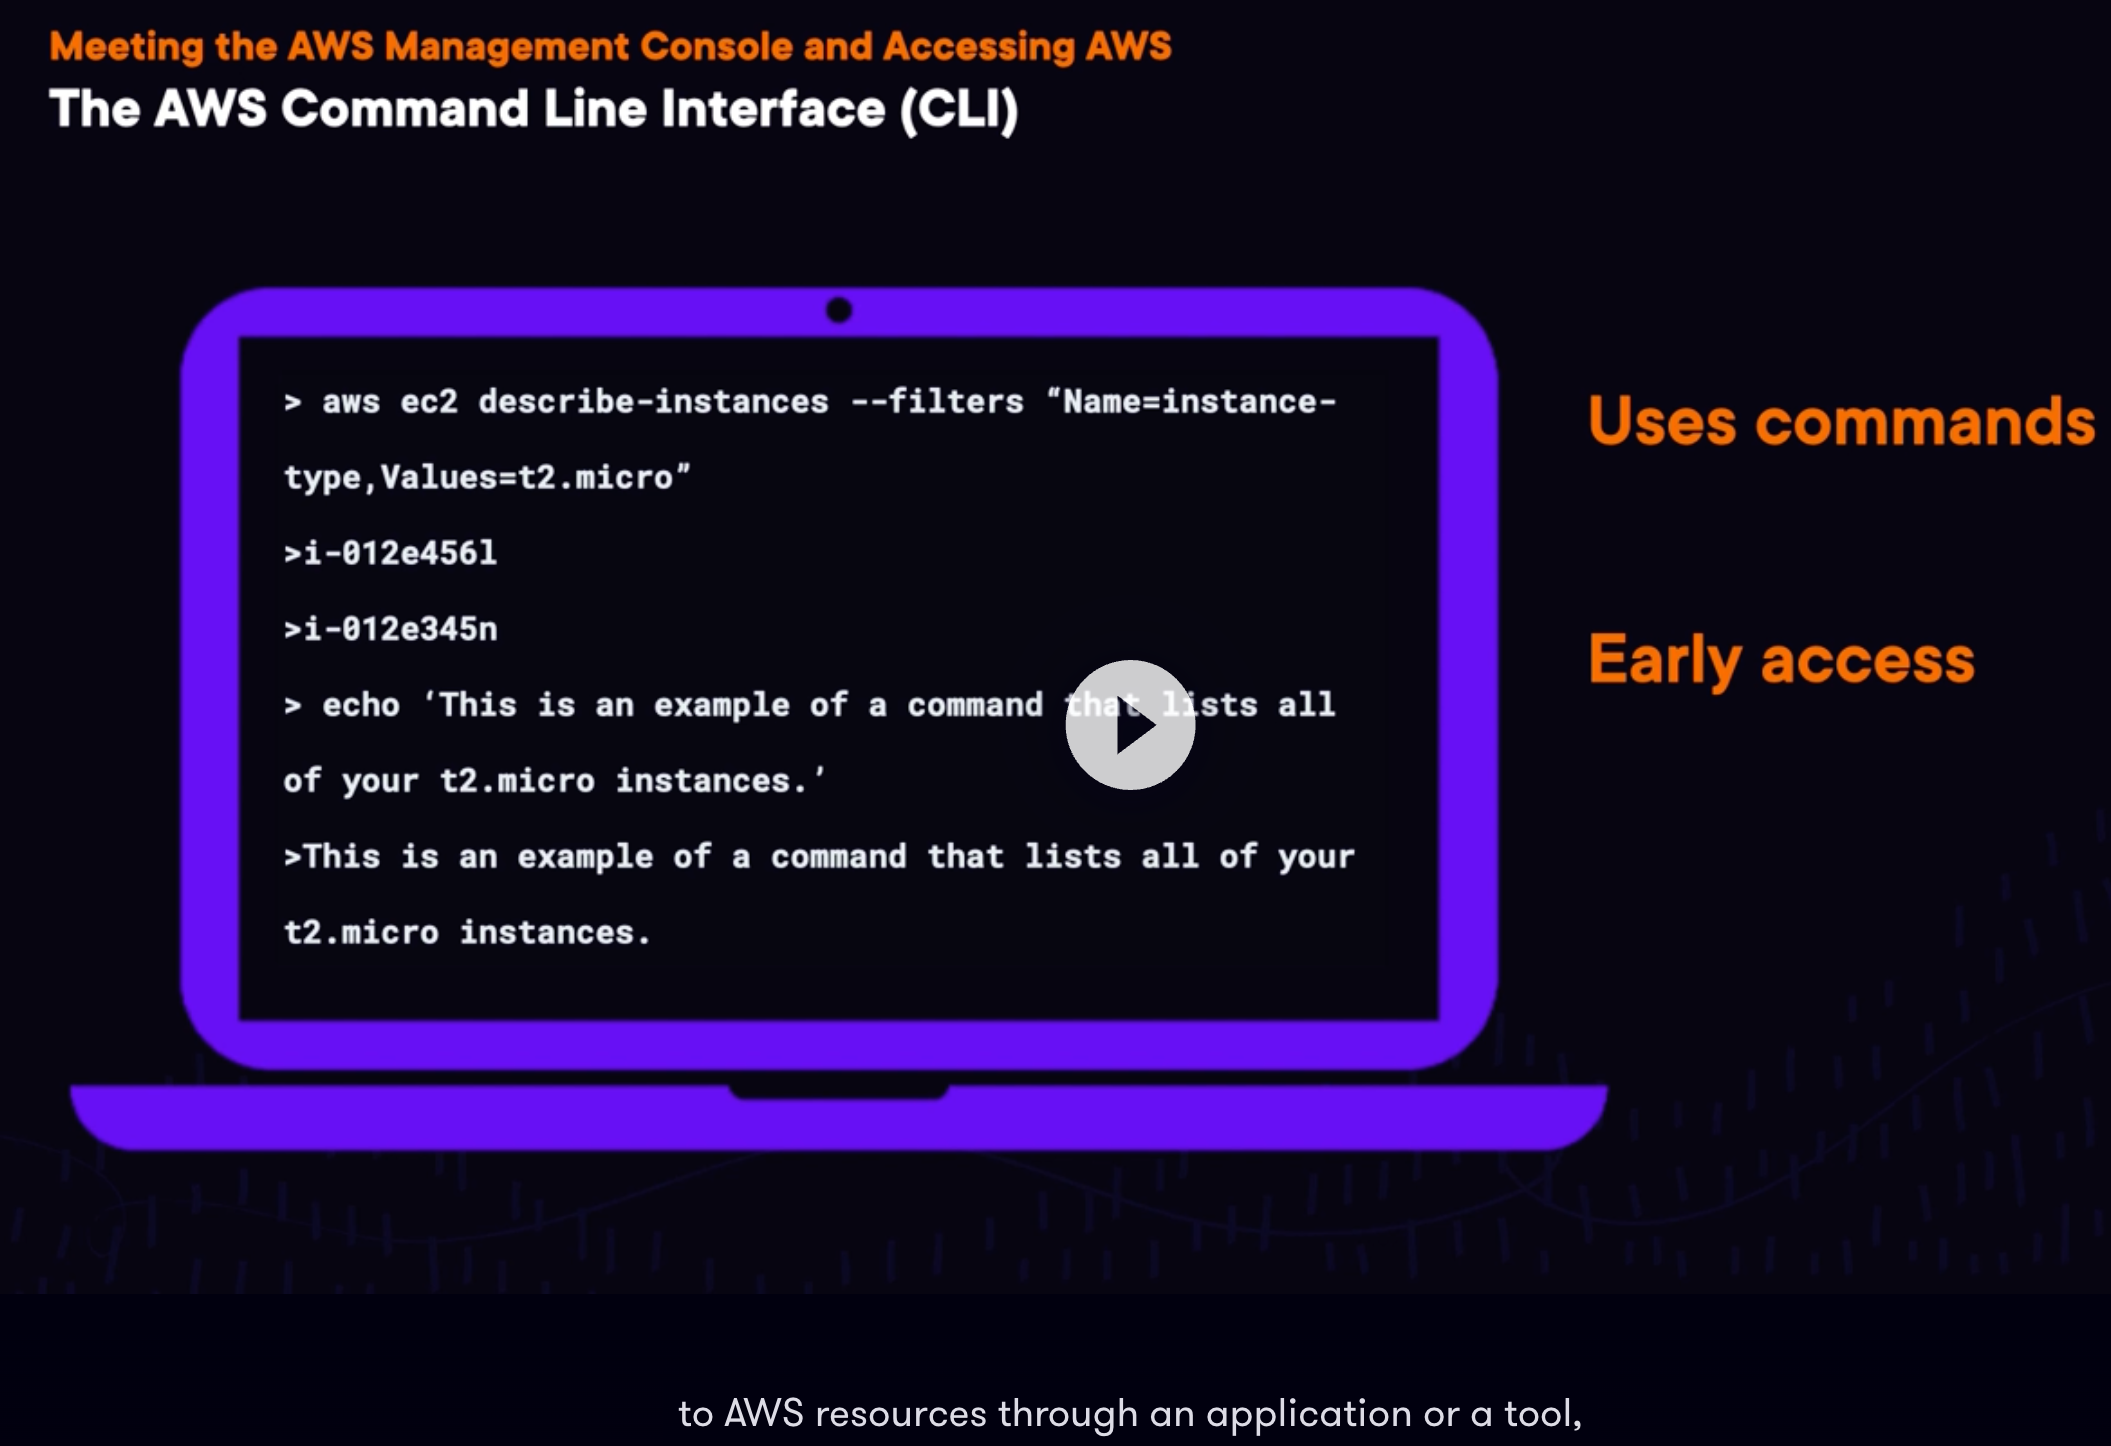 Meeting the AWS Management Console and Accessing AWS
The AWS Command Line Interface (CLI)
> aws ec2 describe-instances --filters “Name=instance-
type,Values=t2.micro”
>i-012e456l
>i-012e345n
> echo ‘This is an example of a command that lists all
of your t2.micro instances.’
>This is an example of a command that lists all of your
t2.micro instances.
Uses commands
Early access
to AWS resources through an application or a tool,